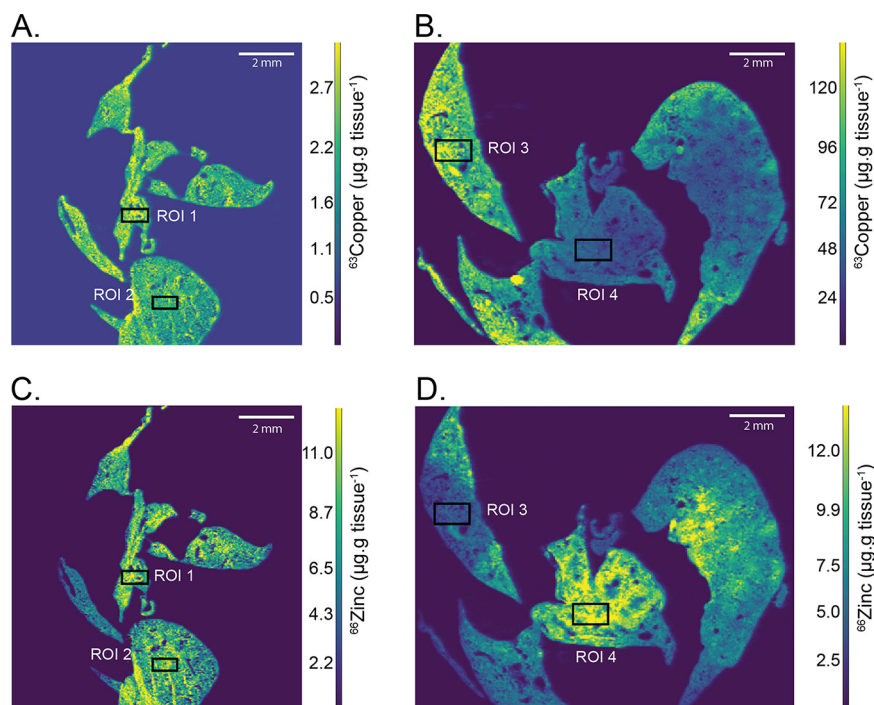 A.
2 mm
ROI 1
ROI 2
2.7
2.2
1.6
1.1
0.5
⁶³Copper (µg.g tissue⁻¹)
B.
2 mm
ROI 3
ROI 4
120
96
72
48
24
⁶³Copper (µg.g tissue⁻¹)
C.
2 mm
ROI 1
ROI 2
11.0
8.7
6.5
4.3
2.2
⁶⁶Zinc (µg.g tissue⁻¹)
D.
2 mm
ROI 3
ROI 4
12.0
9.9
7.5
5.0
2.5
⁶⁶Zinc (µg.g tissue⁻¹)